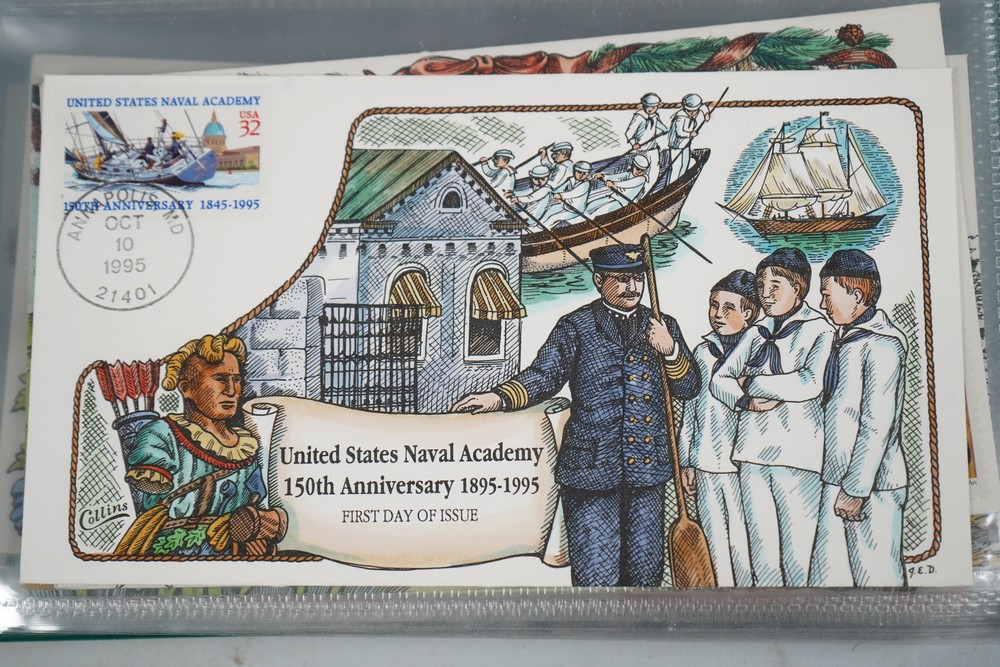 UNITED STATES NAVAL ACADEMY
USA
32
150TH ANNIVERSARY 1845-1995
ANNAPOLIS MD
OCT
10
1995
21401
United States Naval Academy
150th Anniversary 1895-1995
FIRST DAY OF ISSUE
Collins
J.E.D.